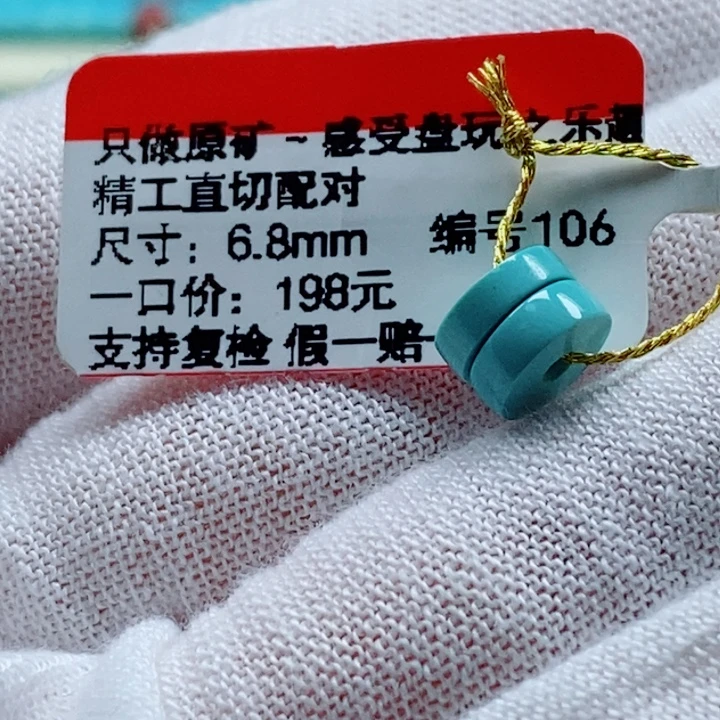 只做原矿~感受盘玩之乐趣
精工直切配对
尺寸：6.8mm 编号106
一口价：198元
支持复检 假一赔